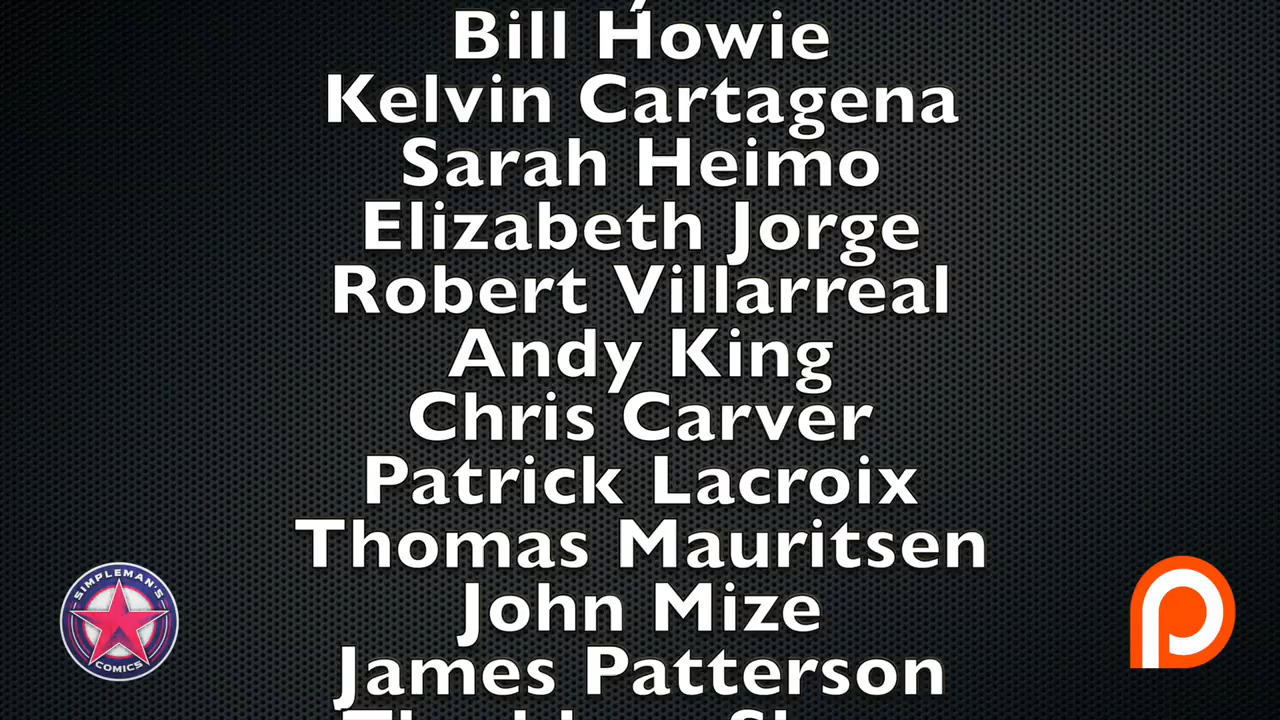 Bill Howie
Kelvin Cartagena
Sarah Heimo
Elizabeth Jorge
Robert Villarreal
Andy King
Chris Carver
Patrick Lacroix
Thomas Mauritsen
John Mize
James Patterson
SIMPLEMAN'S
COMICS